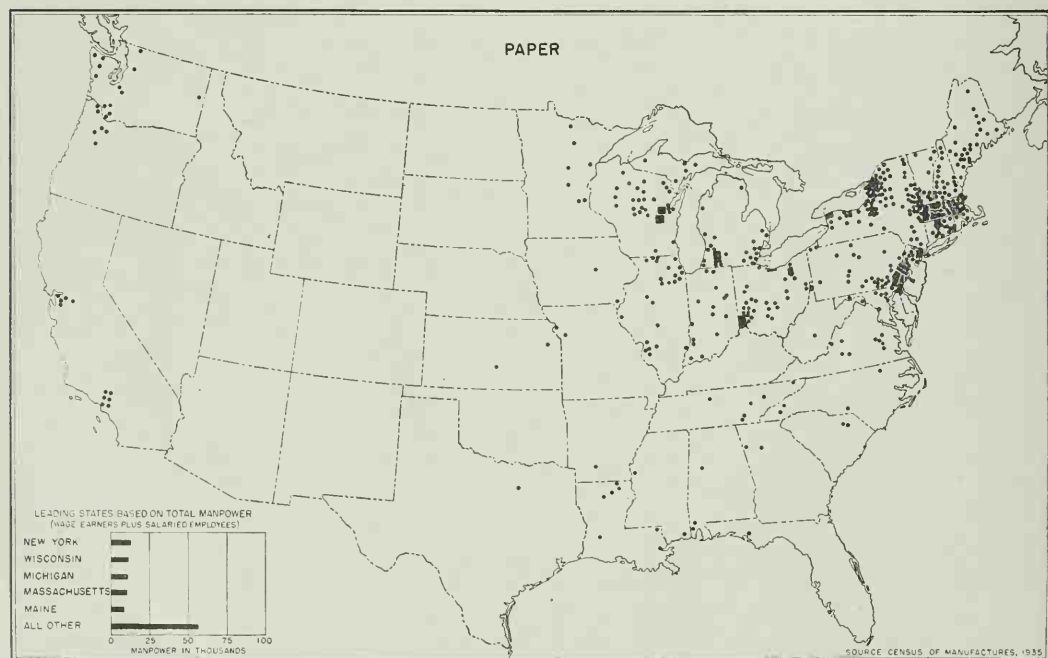 PAPER
LEADING STATES BASED ON TOTAL MANPOWER
(WAGE EARNERS PLUS SALARIED EMPLOYEES)
NEW YORK
WISCONSIN
MICHIGAN
MASSACHUSETTS
MAINE
ALL OTHER
0 25 50 75 100
MANPOWER IN THOUSANDS
SOURCE CENSUS OF MANUFACTURES, 1935